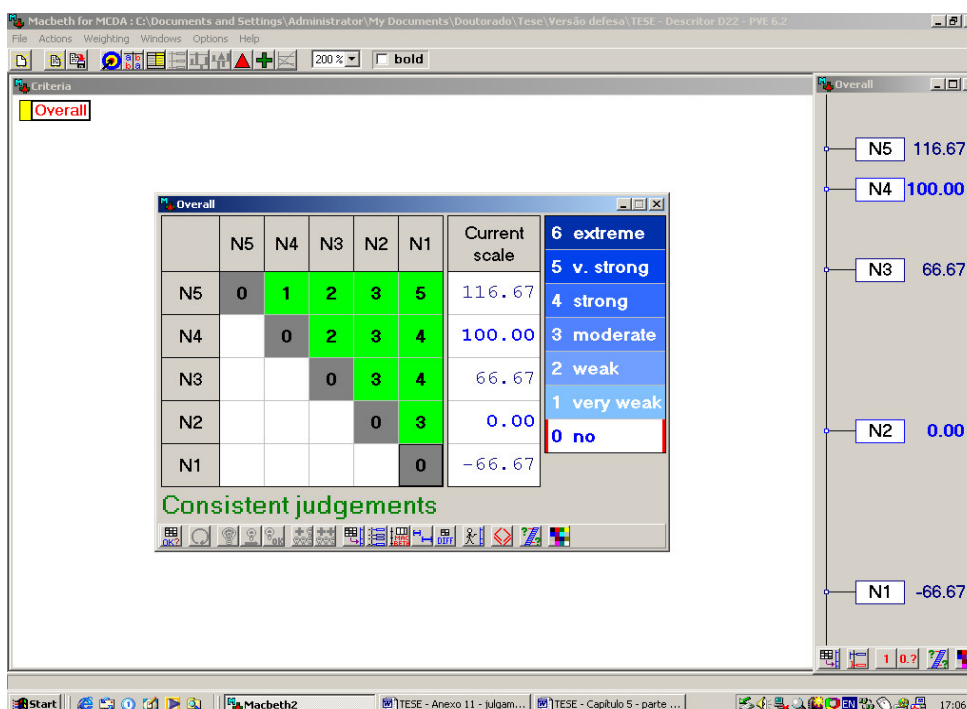 Macbeth for MCDA : C:\Documents and Settings\Administrator\My Documents\Doutorado\Tese\Versão defesa\TESE - Descritor D22 - PVE 6.2
File Actions Weighting Windows Options Help
200 % bold
Criteria
Overall
Overall
N5 116.67
N4 100.00
N3 66.67
N2 0.00
N1 -66.67
Overall
N5 N4 N3 N2 N1 Current scale
N5 0 1 2 3 5 116.67
N4 0 2 3 4 100.00
N3 0 3 4 66.67
N2 0 3 0.00
N1 0 -66.67
6 extreme
5 v. strong
4 strong
3 moderate
2 weak
1 very weak
0 no
Consistent judgements
1 0.?
Start Macbeth2 TESE - Anexo 11 - julgam... TESE - Capítulo 5 - parte ... 17:06